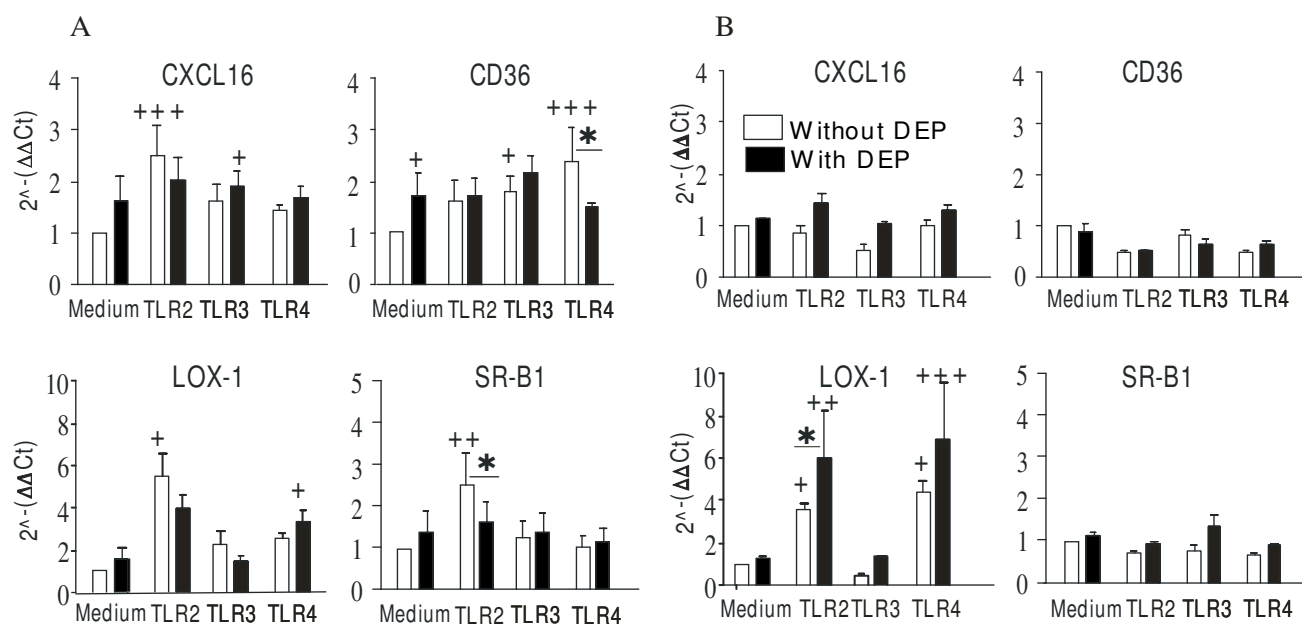 A
B
CXCL16
CD36
CXCL16
CD36
2^-(ΔΔCt)
4
3
2
1
0
+++
+
Medium TLR2 TLR3 TLR4
4
3
2
1
0
+
+
+++
*
Medium TLR2 TLR3 TLR4
2^-(ΔΔCt)
4
3
2
1
0
Without DEP
With DEP
Medium TLR2 TLR3 TLR4
4
3
2
1
0
Medium TLR2 TLR3 TLR4
LOX-1
SR-B1
LOX-1
SR-B1
2^-(ΔΔCt)
10
8
6
4
2
0
+
+
Medium TLR2 TLR3 TLR4
5
4
3
2
1
0
++
*
Medium TLR2 TLR3 TLR4
2^-(ΔΔCt)
10
8
6
4
2
0
+
*
++
+
+++
Medium TLR2 TLR3 TLR4
5
4
3
2
1
0
Medium TLR2 TLR3 TLR4